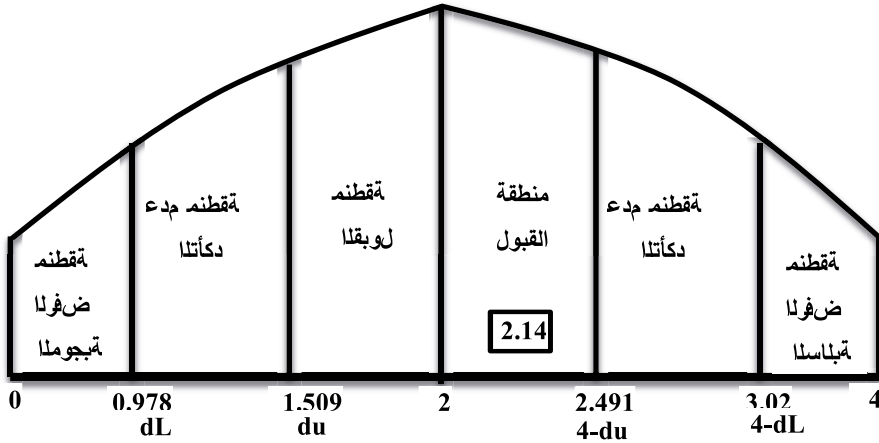 ةقطنم
ضفرلا
ةبجوملا
ةقطنم مدع
دكأتلا
ةقطنم
لوبقلا
منطقة
القبول
2.14
ةقطنم مدع
دكأتلا
ةقطنم
ضفرلا
ةبلاسلا
0 0.978 1.509 2 2.491 3.02 4
dL du 4-du 4-dL